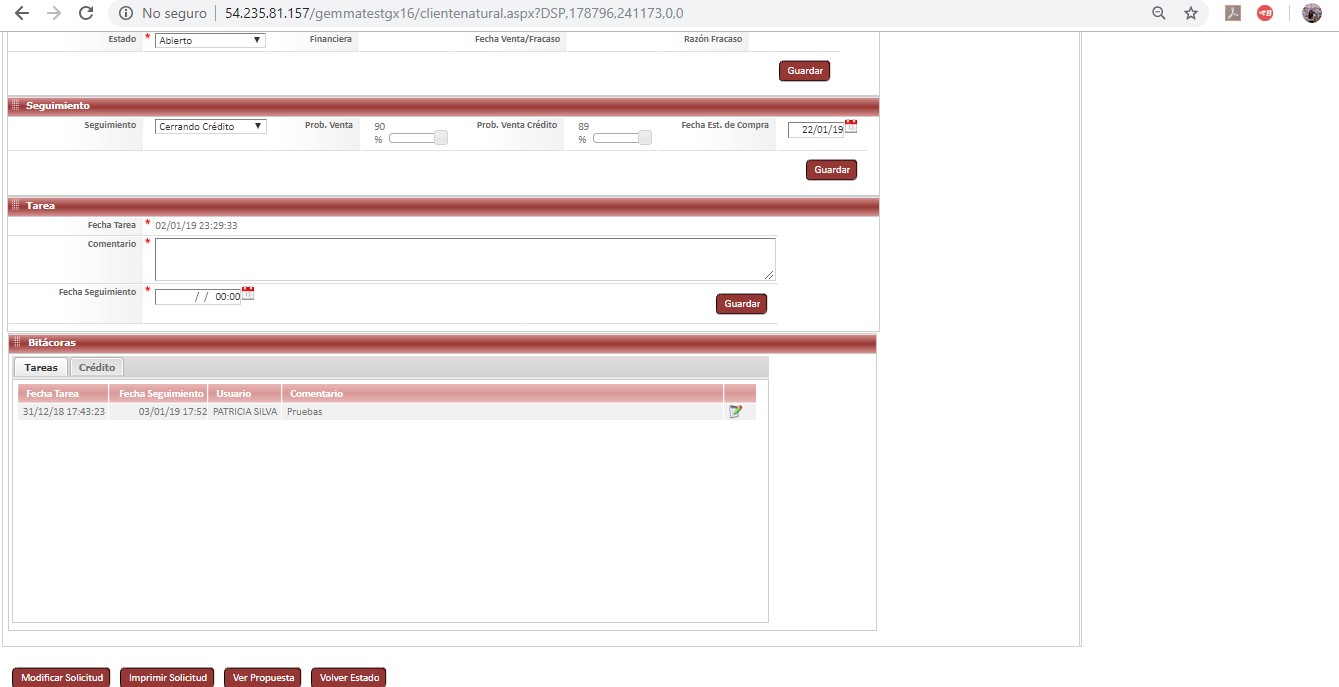 No seguro 54.235.81.157/gemmatestgx16/clientenatural.aspx?DSP,178796,241173,0,0
Estado * Abierto Financiera Fecha Venta/Fracaso Razón Fracaso
Guardar
Seguimiento
Seguimiento Cerrando Crédito Prob. Venta 90 % Prob. Venta Crédito 89 % Fecha Est. de Compra 22/01/19
Guardar
Tarea
Fecha Tarea * 02/01/19 23:29:33
Comentario *
Fecha Seguimiento * / / 00:00
Guardar
Bitácoras
Tareas Crédito
Fecha Tarea Fecha Seguimiento Usuario Comentario
31/12/18 17:43:23 03/01/19 17:52 PATRICIA SILVA Pruebas
Modificar Solicitud Imprimir Solicitud Ver Propuesta Volver Estado